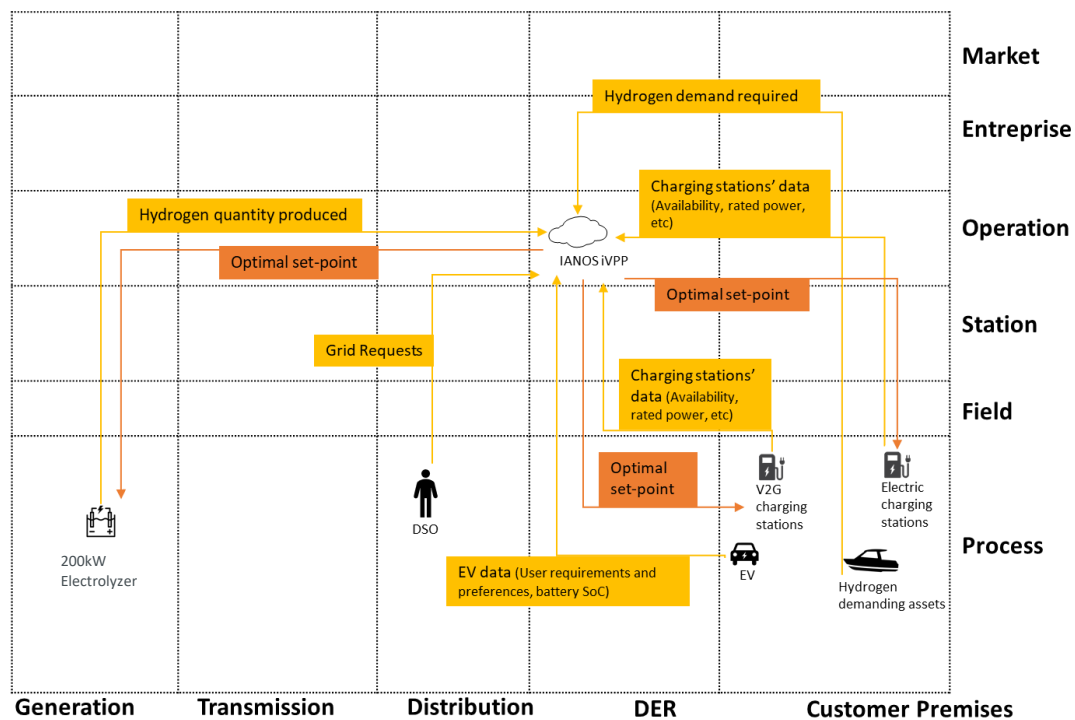 Market
Hydrogen demand required
Entreprise
Charging stations' data
(Availability, rated power,
etc)
Hydrogen quantity produced
Operation
Optimal set-point
IANOS iVPP
Optimal set-point
Station
Grid Requests
Charging stations'
data (Availability,
rated power, etc)
Field
Optimal
set-point
V2G
charging
stations
Electric
charging
stations
DSO
200kW
Electrolyzer
Process
EV data (User requirements and
preferences, battery SoC)
EV
Hydrogen
demanding assets
Generation
Transmission
Distribution
DER
Customer Premises